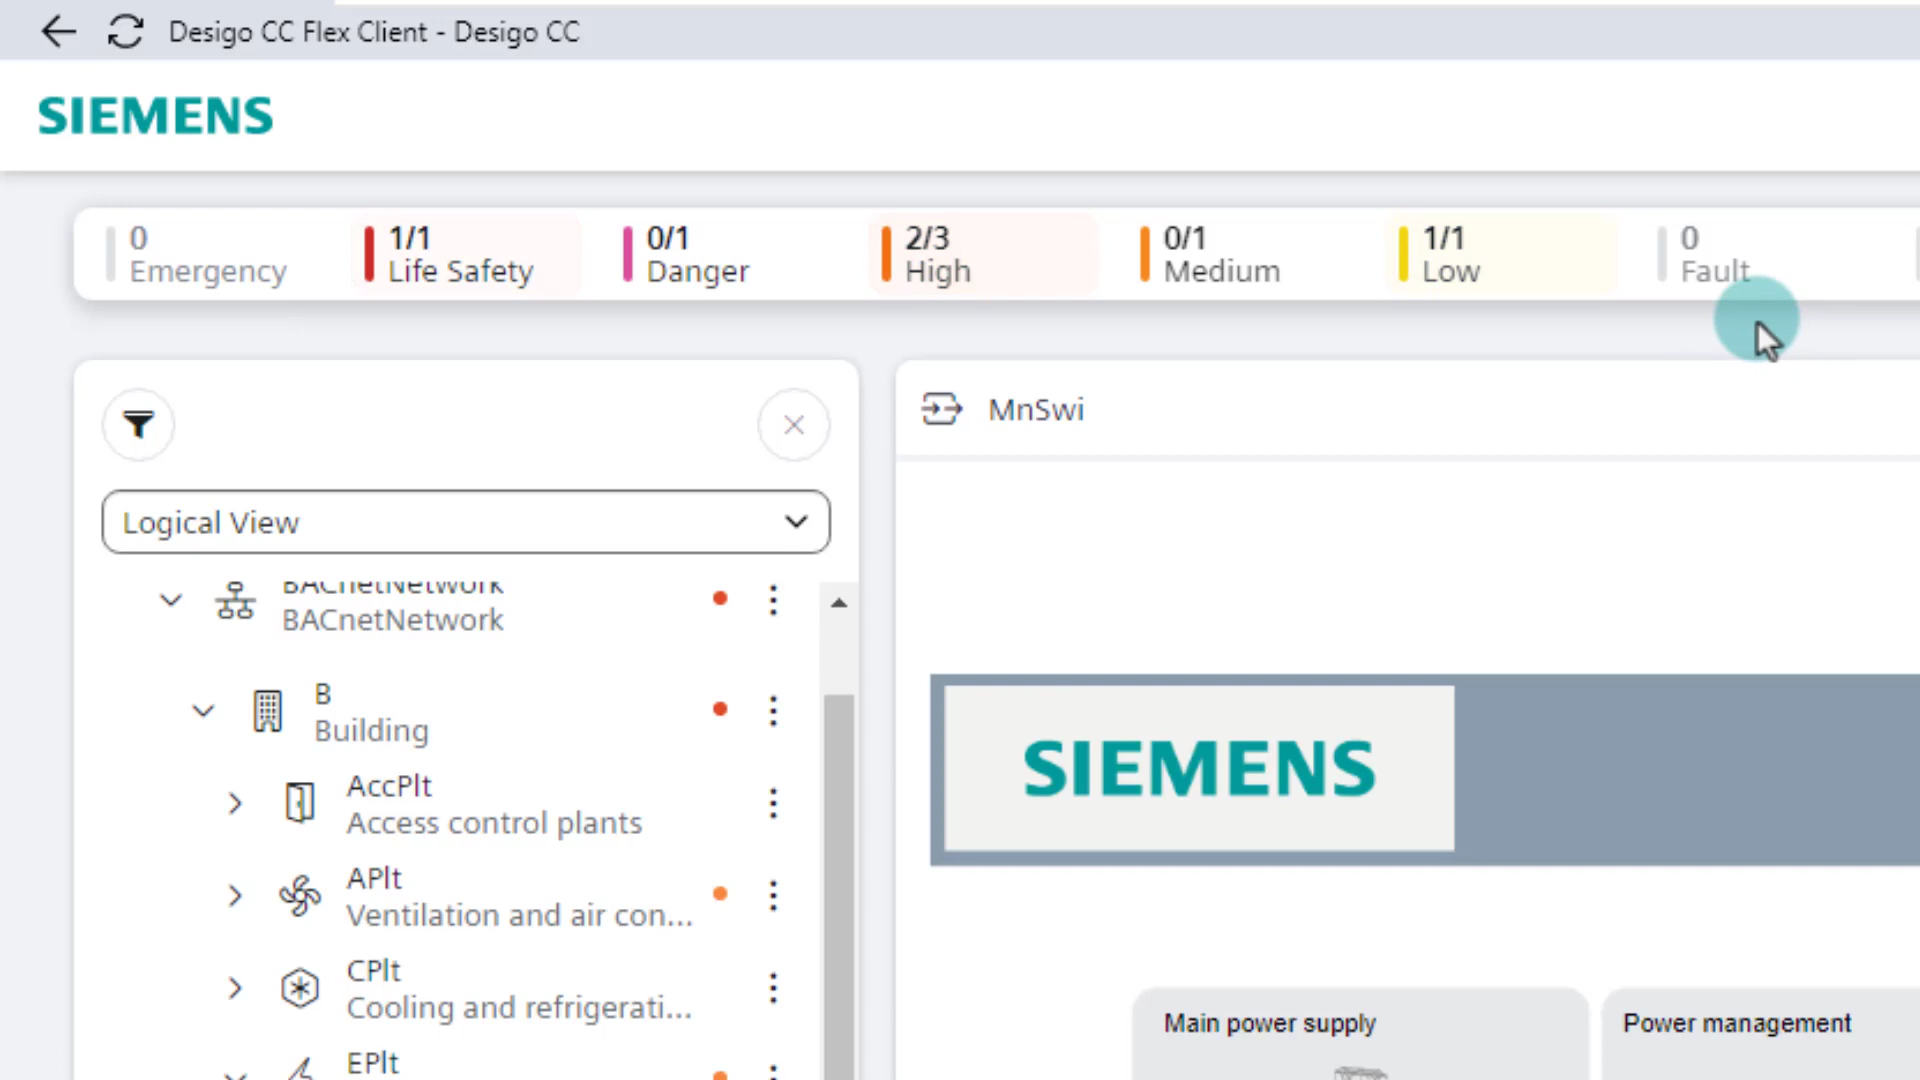 Desigo CC Flex Client - Desigo CC
SIEMENS
0
Emergency
1/1
Life Safety
0/1
Danger
2/3
High
0/1
Medium
1/1
Low
0
Fault
MnSwi
Logical View
BACnetNetwork
BACnetNetwork
B
Building
AccPlt
Access control plants
APlt
Ventilation and air con...
CPlt
Cooling and refrigerati...
EPlt
SIEMENS
Main power supply
Power management